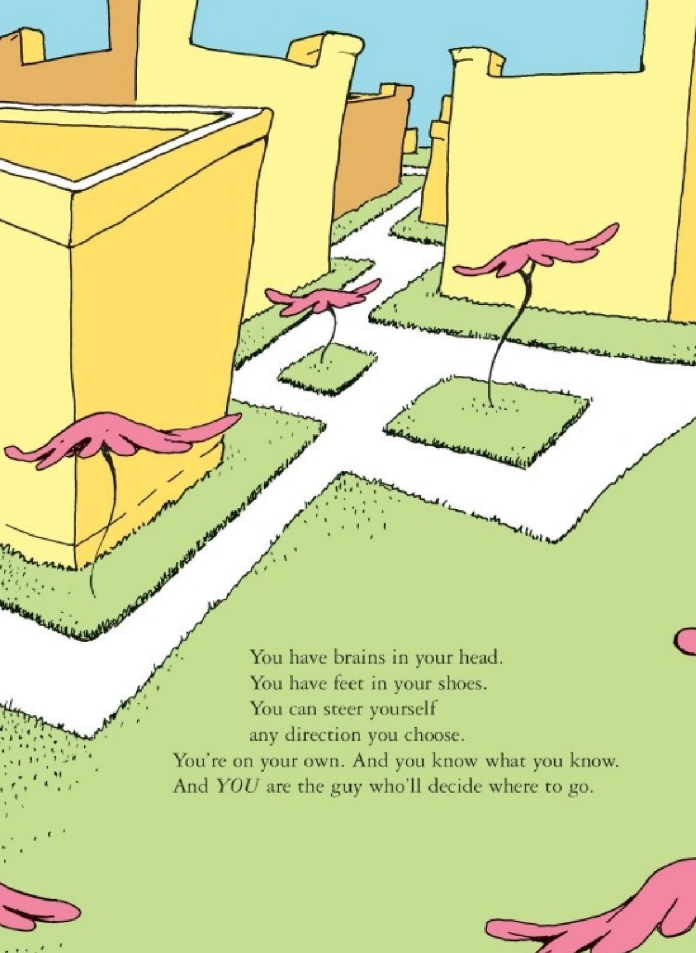 You have brains in your head.
You have feet in your shoes.
You can steer yourself
any direction you choose.
You're on your own. And you know what you know.
And YOU are the guy who'll decide where to go.